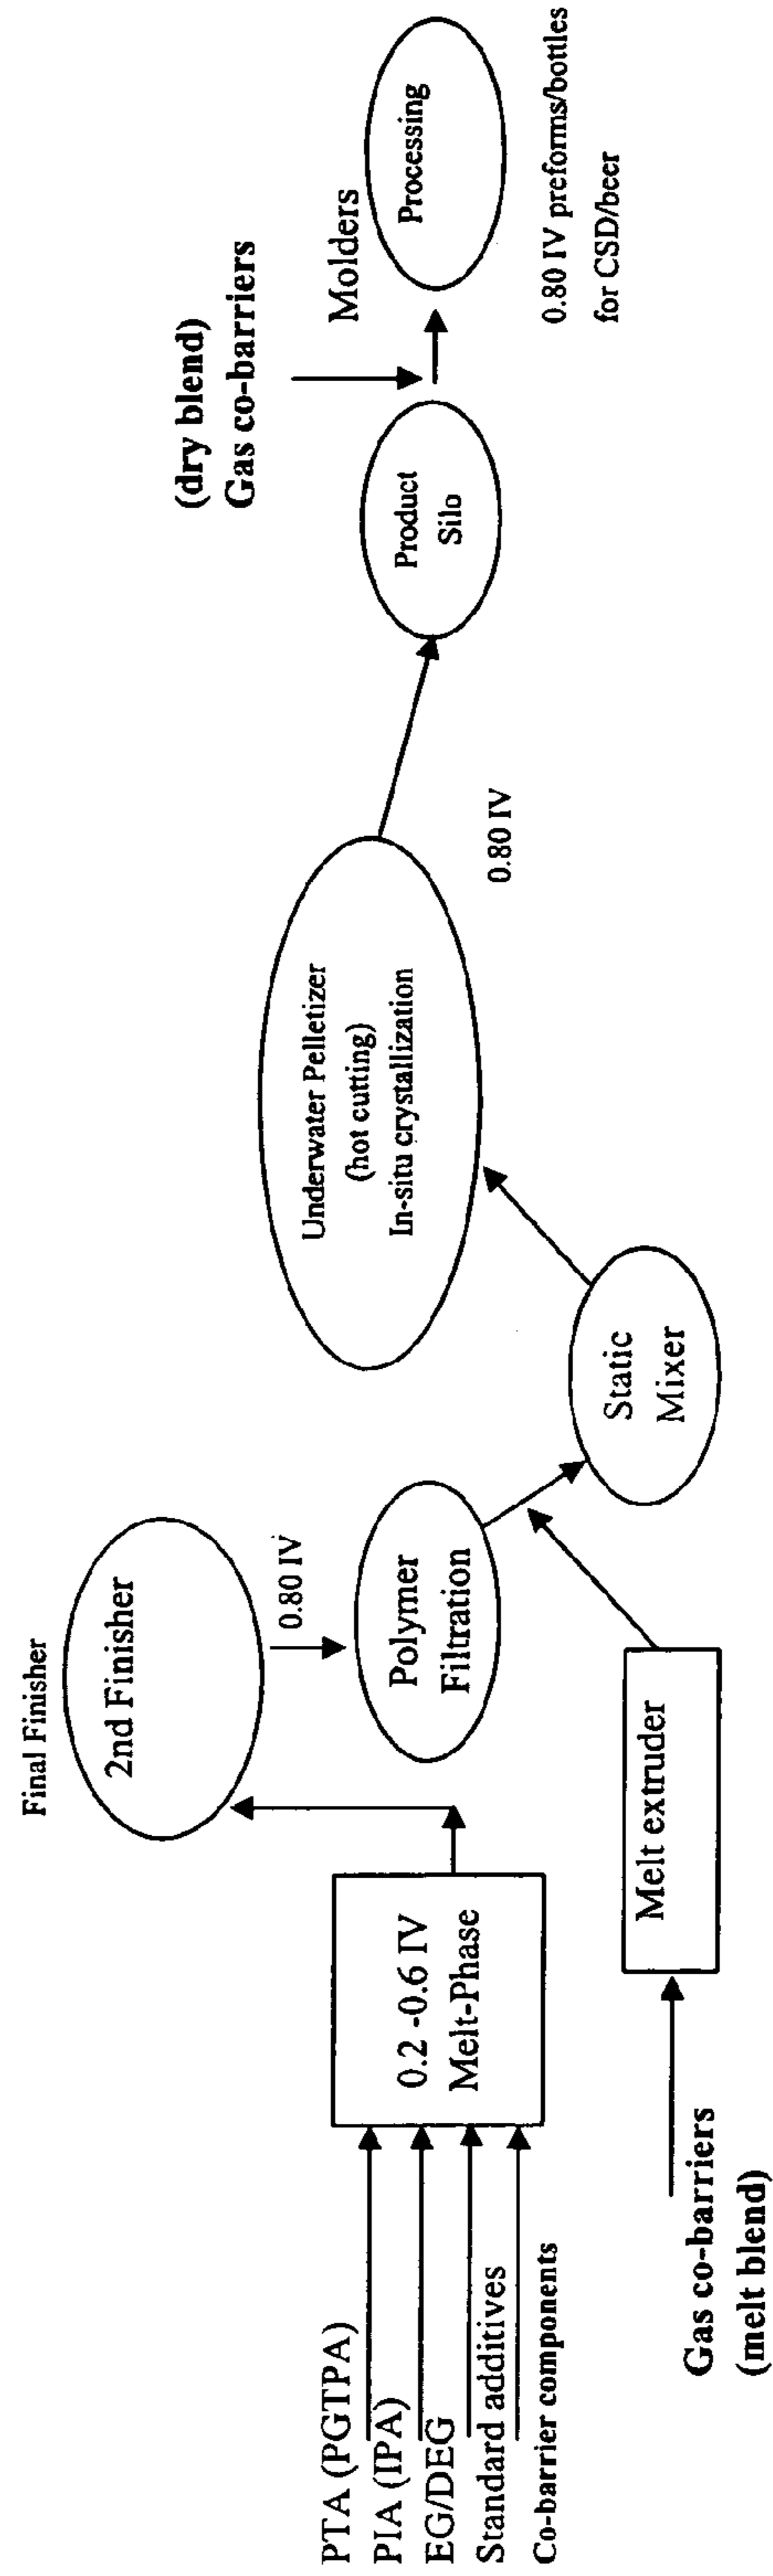 PTA (PGTPA)
PIA (IPA)
EG/DEG
Standard additives
Co-barrier components
0.2 -0.6 IV
Melt-Phase
Final Finisher
2nd Finisher
0.80 IV
Polymer
Filtration
Gas co-barriers
(melt blend)
Melt extruder
Static
Mixer
Underwater Pelletizer
(hot cutting)
In-situ crystallization
0.80 IV
Product
Silo
(dry blend)
Gas co-barriers
Molders
Processing
0.80 IV preforms/bottles
for CSD/beer